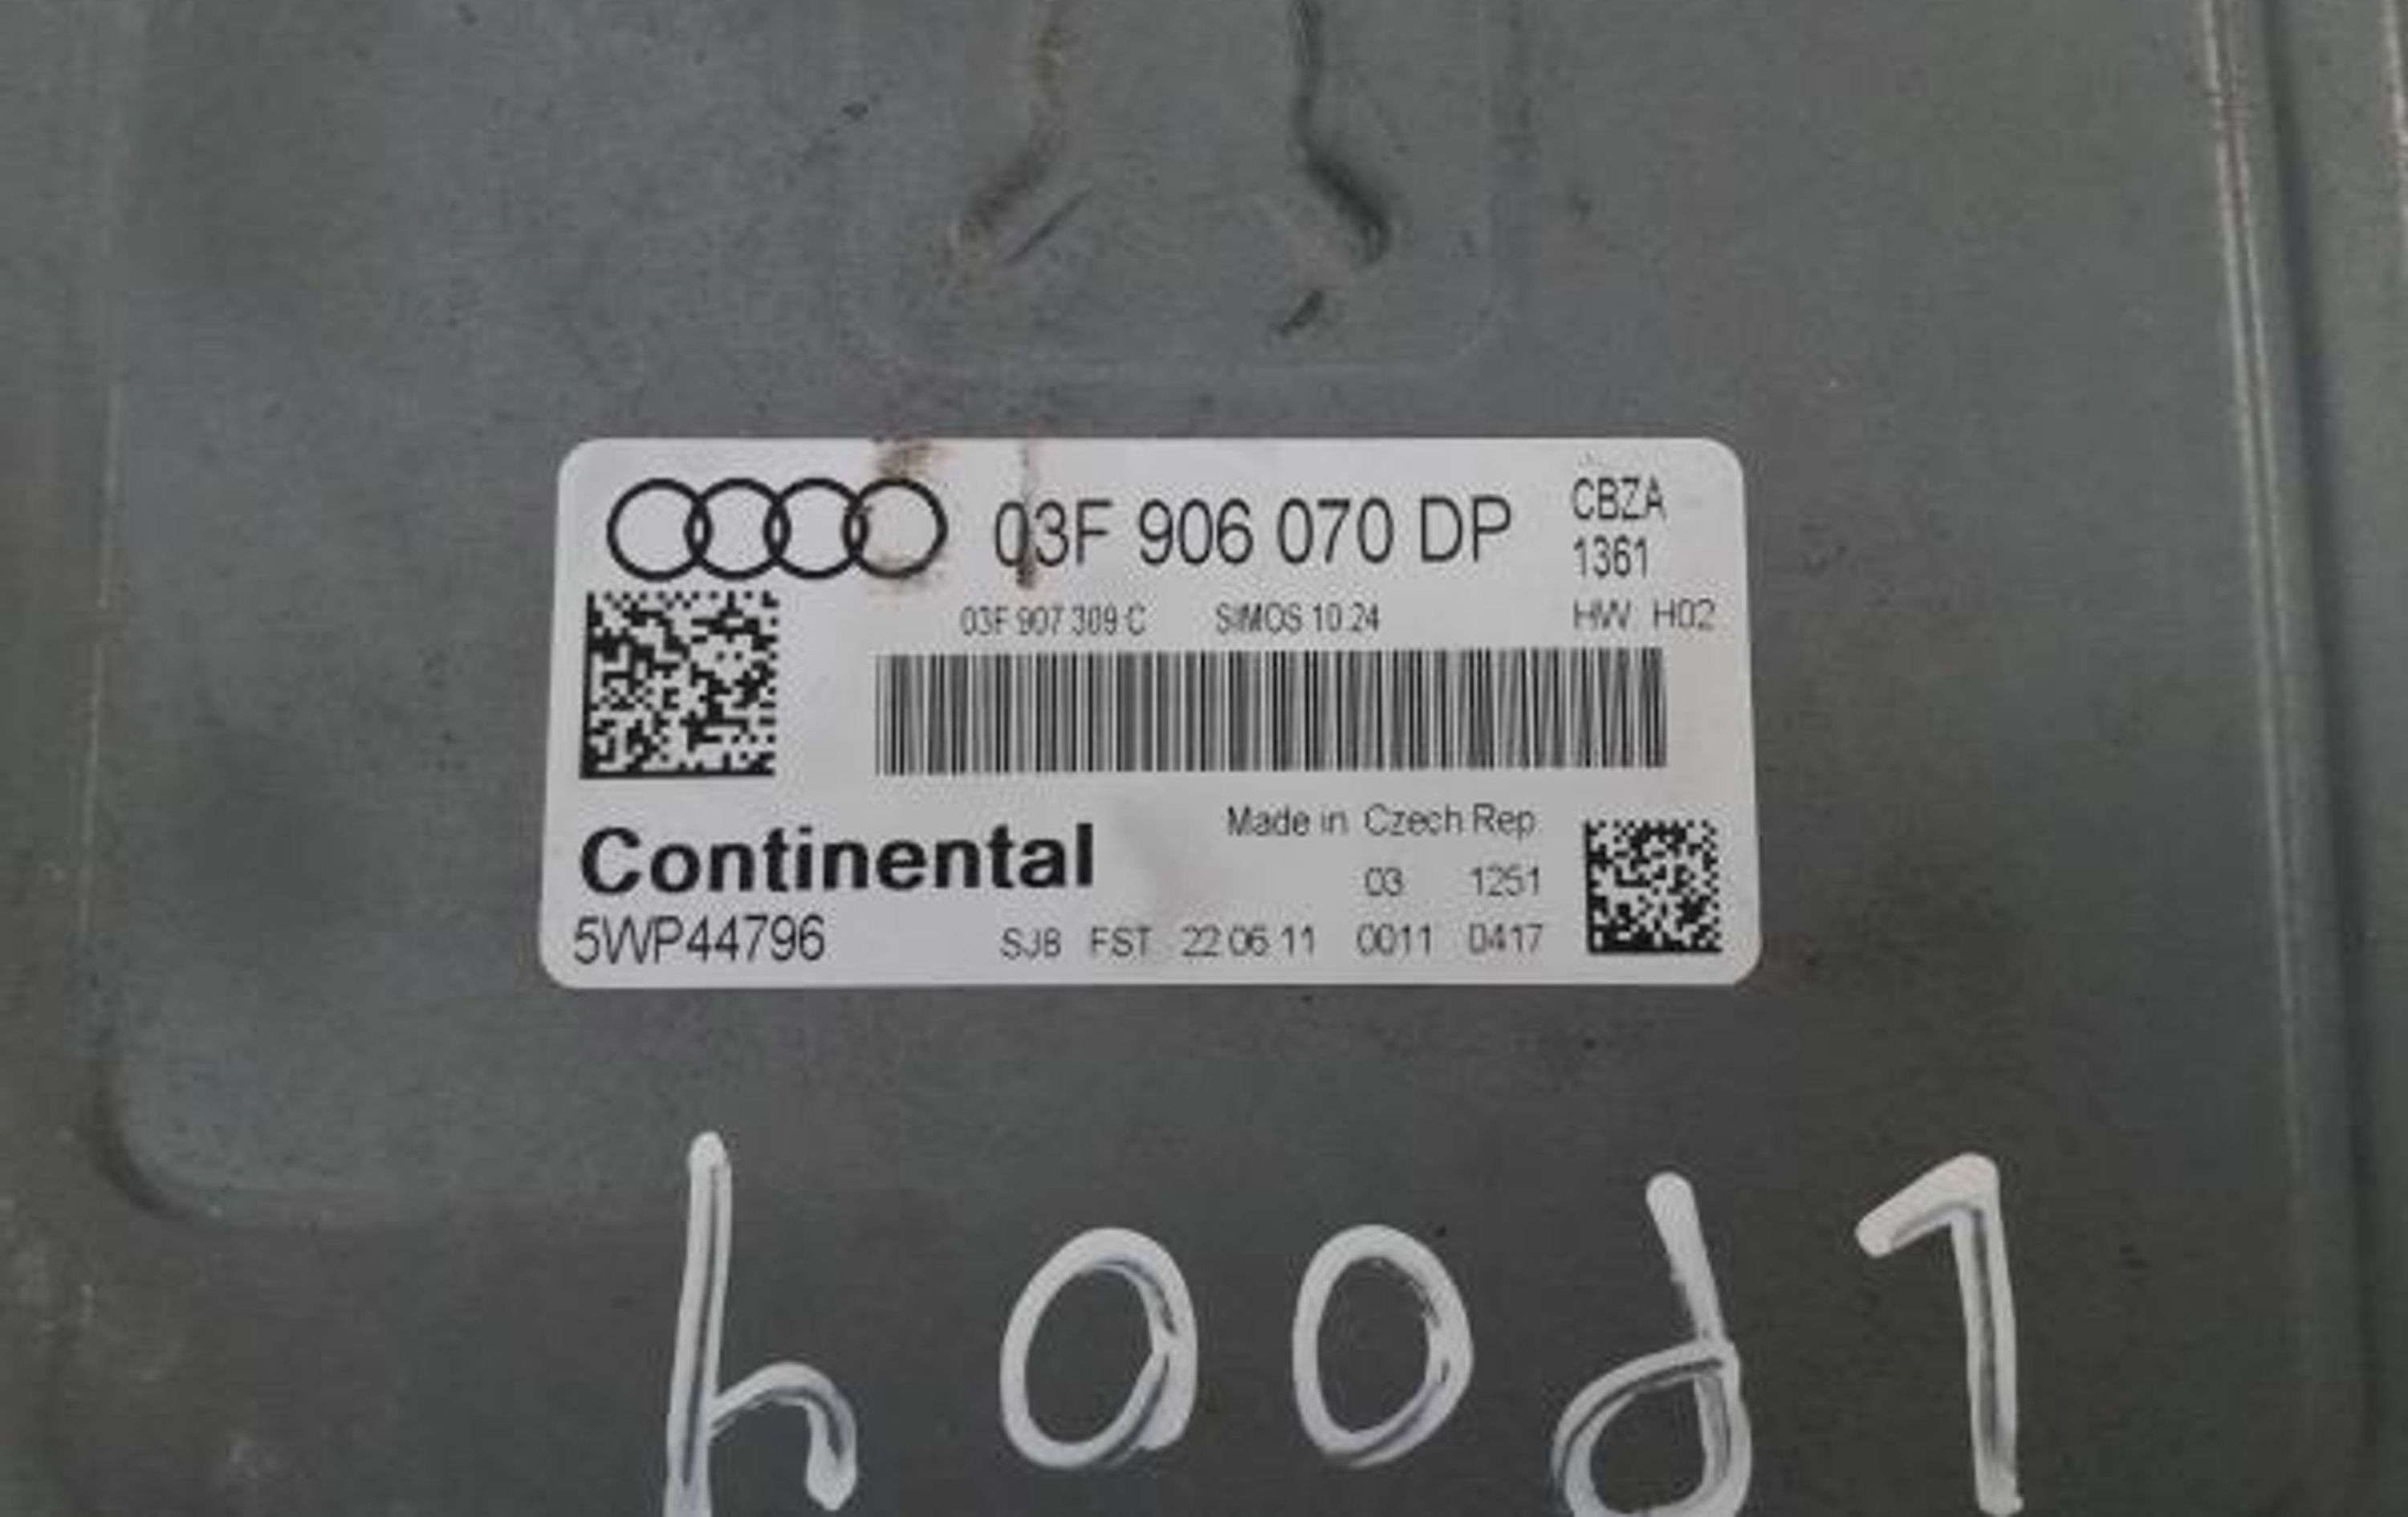 03F 906 070 DP
CBZA
1361
03F 907 309 C SIMOS 10.24 HW H02
Made in Czech Rep
Continental
03 1251
5WP44796 SJB FST 22 06 11 0011 0417
LP004